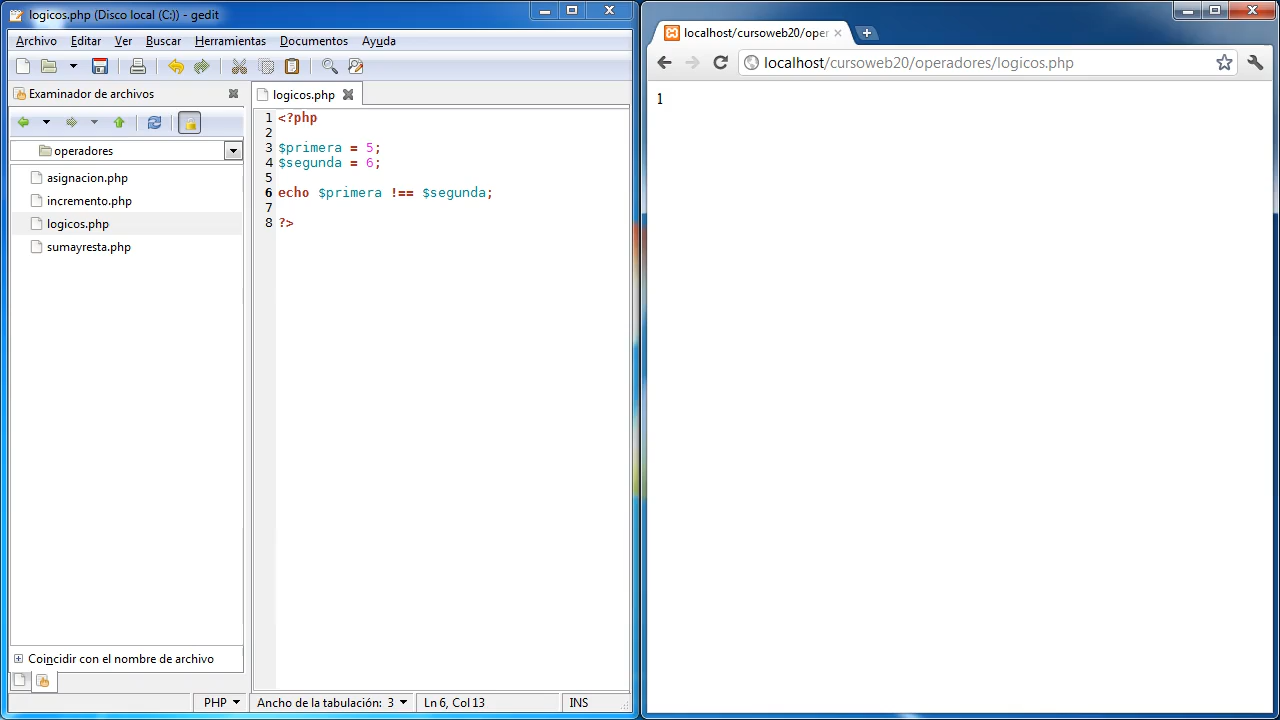 logicos.php (Disco local (C:)) - gedit
Archivo Editar Ver Buscar Herramientas Documentos Ayuda
Examinador de archivos
operadores
asignacion.php
incremento.php
logicos.php
sumayresta.php
Coincidir con el nombre de archivo
logicos.php
1 <?php
2
3 $primera = 5;
4 $segunda = 6;
5
6 echo $primera !== $segunda;
7
8 ?>
PHP Ancho de la tabulación: 3 Ln 6, Col 13 INS
localhost/cursoweb20/oper
localhost/cursoweb20/operadores/logicos.php
1